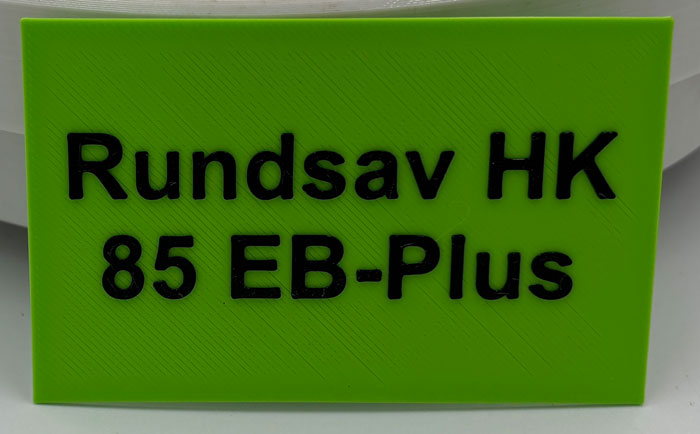 Rundsav HK
85 EB-Plus